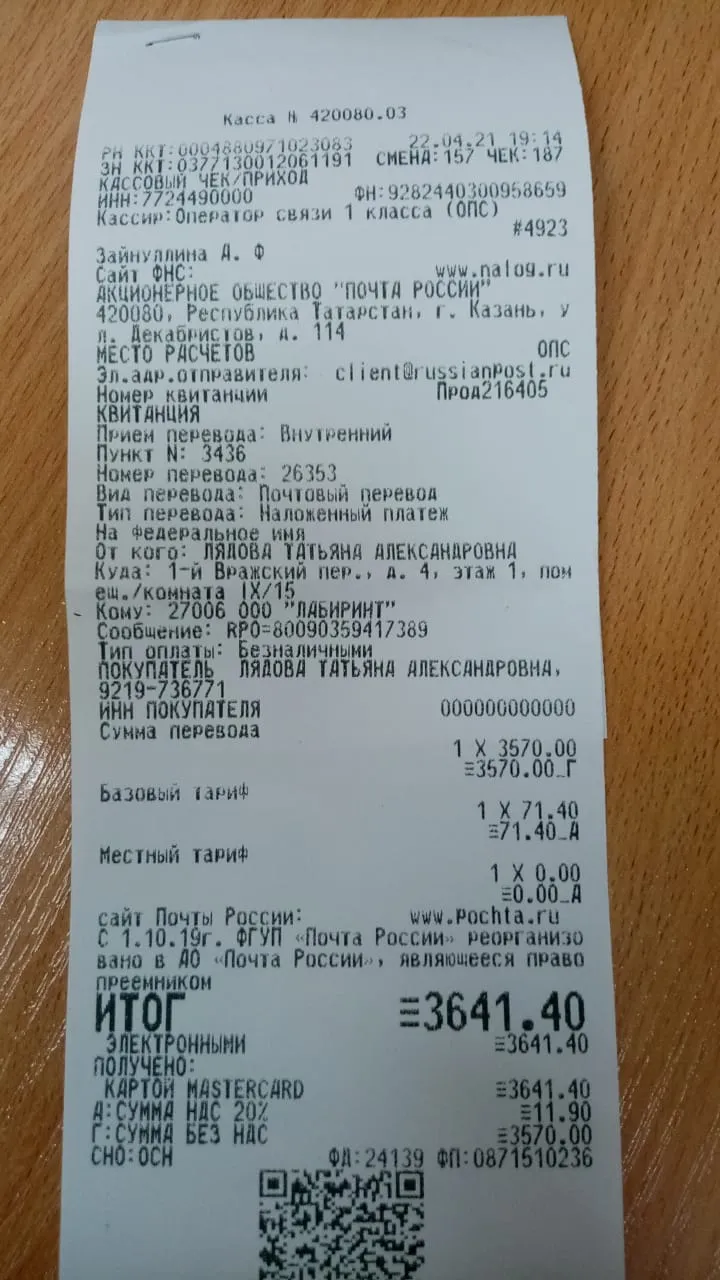 Касса № 420080.03
РН ККТ:0004880971023083 22.04.21 19:14
ЗН ККТ:0377130012061191 СМЕНА:157 ЧЕК:187
КАССОВЫЙ ЧЕК/ПРИХОД
ИНН:7724490000 ФН:9282440300958659
Кассир:Оператор связи 1 класса (ОПС)
#4923
Зайнуллина А. Ф
Сайт ФНС: www.nalog.ru
АКЦИОНЕРНОЕ ОБЩЕСТВО "ПОЧТА РОССИИ"
420080, Республика Татарстан, г. Казань, у
л. Декабристов, д. 114
МЕСТО РАСЧЕТОВ ОПС
Эл.адр.отправителя: client@russianpost.ru
Номер квитанции Прод216405
КВИТАНЦИЯ
Прием перевода: Внутренний
Пункт N: 3436
Номер перевода: 26353
Вид перевода: Почтовый перевод
Тип перевода: Наложенный платеж
На федеральное имя
От кого: ЛЯДОВА ТАТЬЯНА АЛЕКСАНДРОВНА
Куда: 1-й Вражский пер., д. 4, этаж 1, пом
ещ./комната IX/15
Кому: 27006 ООО "ЛАБИРИНТ"
Сообщение: RPO=80090359417389
Тип оплаты: Безналичными
ПОКУПАТЕЛЬ ЛЯДОВА ТАТЬЯНА АЛЕКСАНДРОВНА,
9219-736771
ИНН ПОКУПАТЕЛЯ 000000000000
Сумма перевода
1 X 3570.00
≡3570.00_Г
Базовый тариф
1 X 71.40
≡71.40_А
Местный тариф
1 X 0.00
≡0.00_А
сайт Почты России: www.pochta.ru
С 1.10.19г. ФГУП «Почта России» реорганизо
вано в АО «Почта России», являющееся право
преемником
ИТОГ ≡3641.40
ЭЛЕКТРОННЫМИ ≡3641.40
ПОЛУЧЕНО:
КАРТОЙ MASTERCARD ≡3641.40
А:СУММА НДС 20% ≡11.90
Г:СУММА БЕЗ НДС ≡3570.00
СНО:ОСН ФД:24139 ФП:0871510236